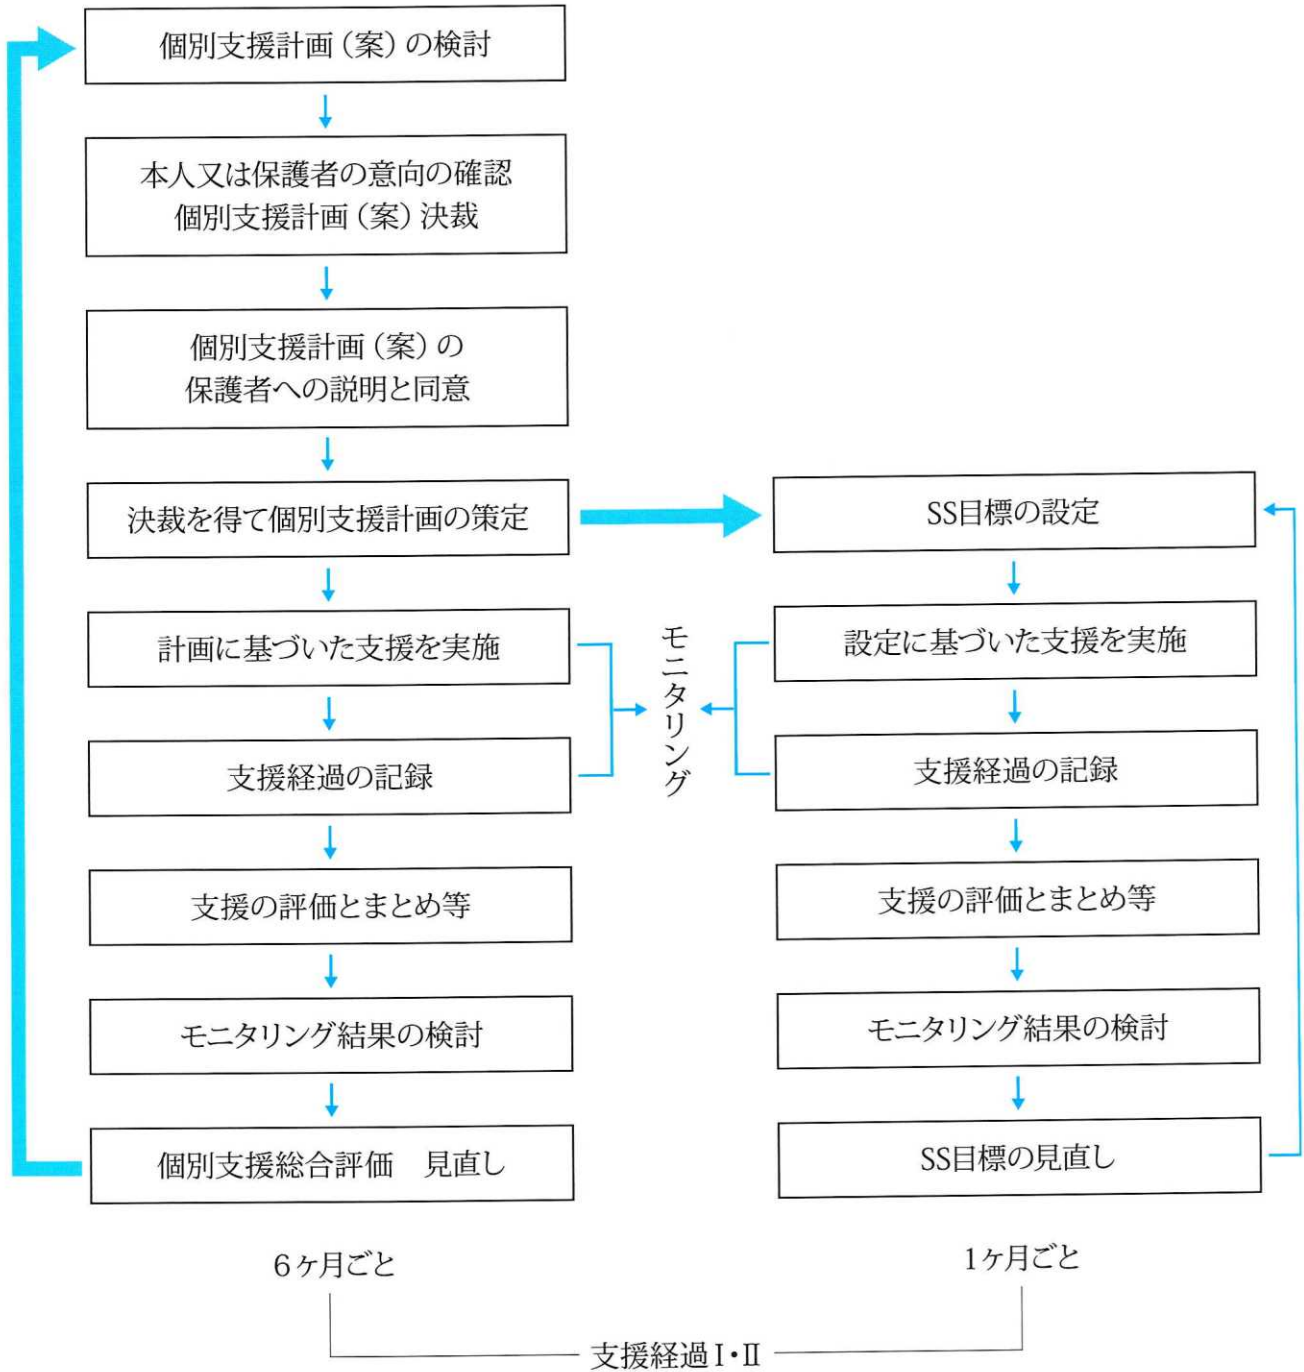 個別支援計画（案）の検討
本人又は保護者の意向の確認
個別支援計画（案）決裁
個別支援計画（案）の
保護者への説明と同意
決裁を得て個別支援計画の策定
計画に基づいた支援を実施
支援経過の記録
支援の評価とまとめ等
モニタリング結果の検討
個別支援総合評価　見直し
6ヶ月ごと
モニタリング
SS目標の設定
設定に基づいた支援を実施
支援経過の記録
支援の評価とまとめ等
モニタリング結果の検討
SS目標の見直し
1ヶ月ごと
支援経過Ⅰ・Ⅱ